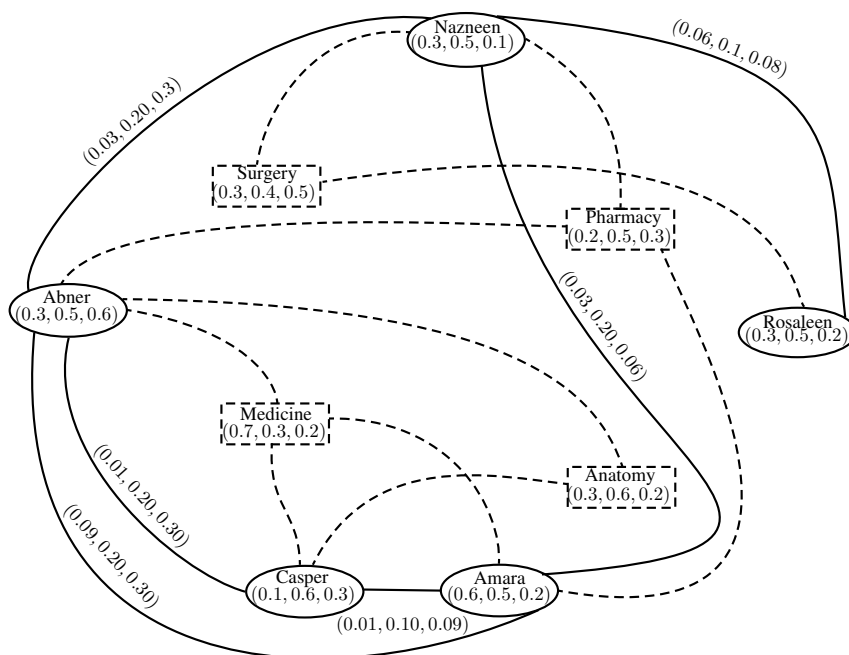 Nazneen
(0.3, 0.5, 0.1)
(0.06, 0.1, 0.08)
(0.03, 0.20, 0.3)
Surgery
(0.3, 0.4, 0.5)
Pharmacy
(0.2, 0.5, 0.3)
Abner
(0.3, 0.5, 0.6)
(0.03, 0.20, 0.06)
Rosaleen
(0.3, 0.5, 0.2)
Medicine
(0.7, 0.3, 0.2)
(0.01, 0.20, 0.30)
Anatomy
(0.3, 0.6, 0.2)
(0.09, 0.20, 0.30)
Casper
(0.1, 0.6, 0.3)
Amara
(0.6, 0.5, 0.2)
(0.01, 0.10, 0.09)